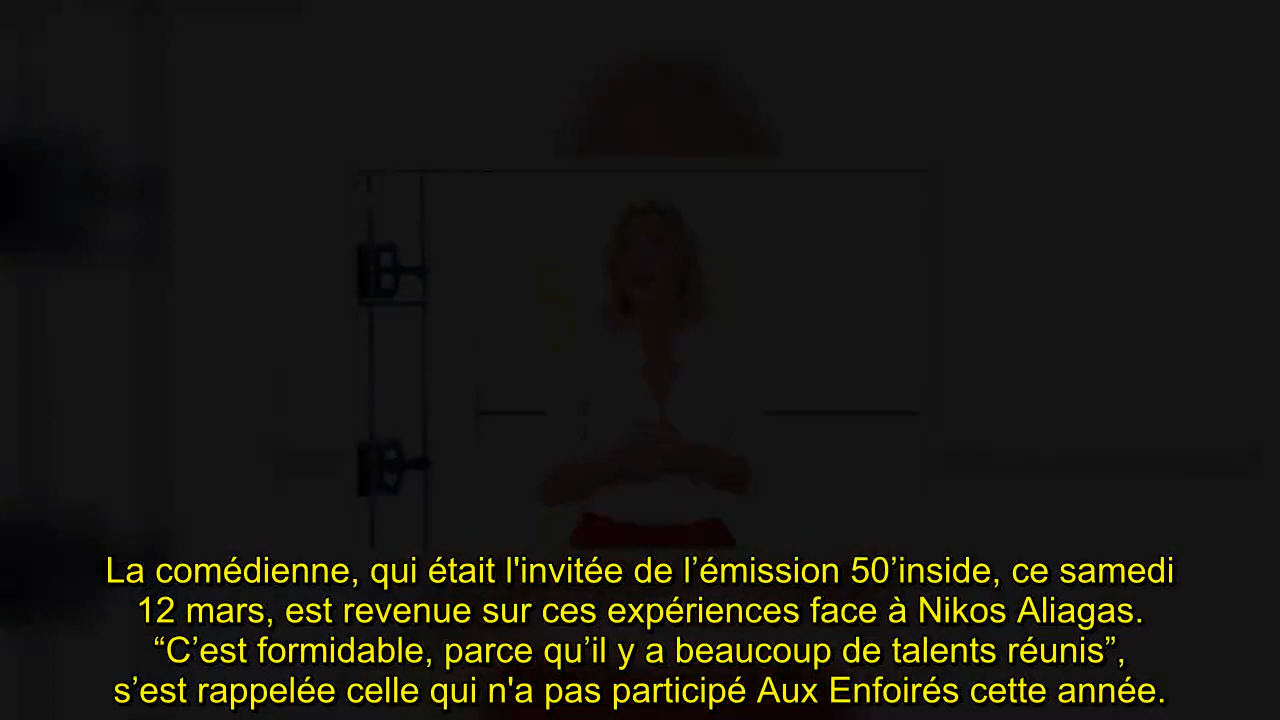 La comédienne, qui était l'invitée de l’émission 50’inside, ce samedi
12 mars, est revenue sur ces expériences face à Nikos Aliagas.
“C’est formidable, parce qu’il y a beaucoup de talents réunis”,
s’est rappelée celle qui n'a pas participé Aux Enfoirés cette année.